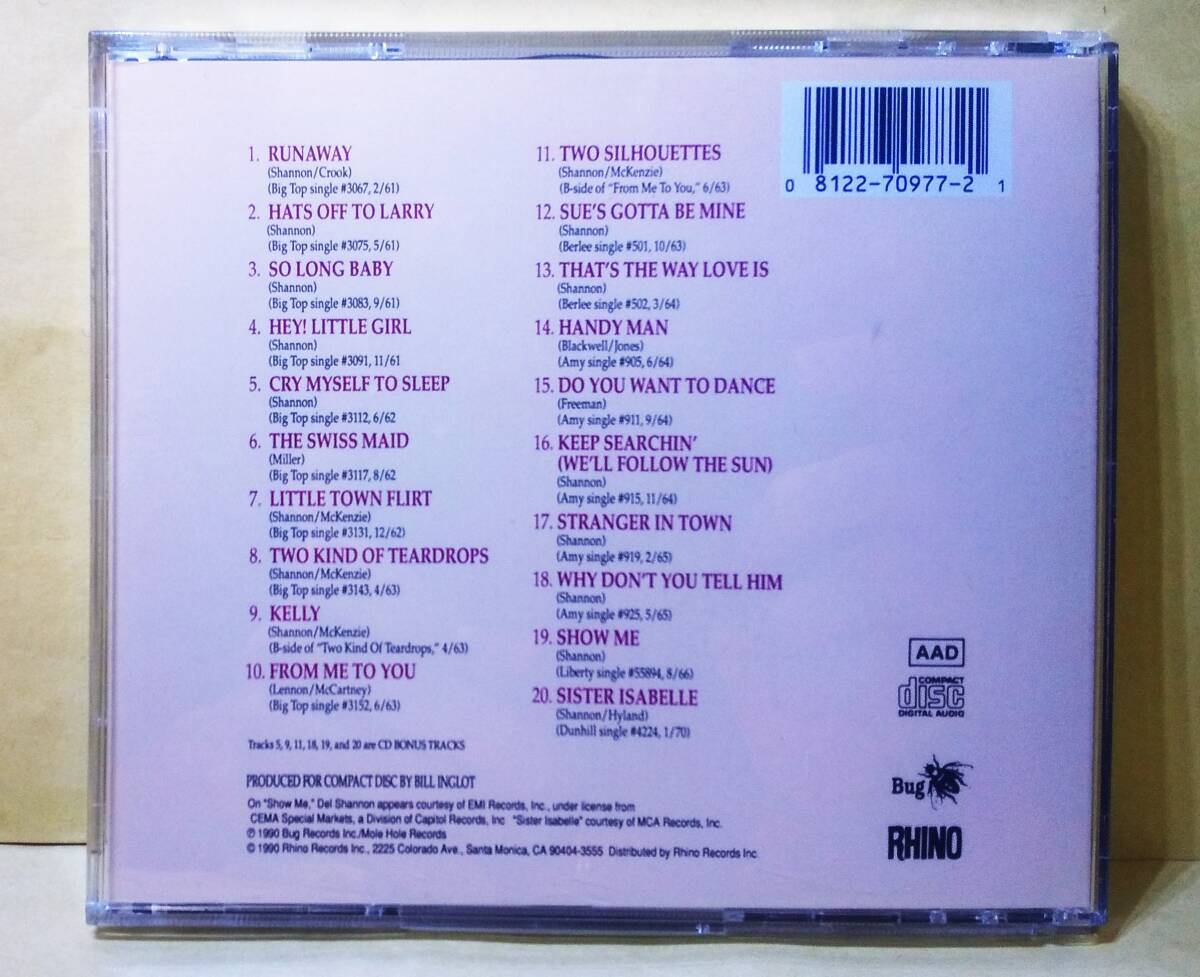 1. RUNAWAY
(Shannon/Crook)
(Big Top single #3067, 2/61)
2. HATS OFF TO LARRY
(Shannon)
(Big Top single #3075, 5/61)
3. SO LONG BABY
(Shannon)
(Big Top single #3083, 9/61)
4. HEY! LITTLE GIRL
(Shannon)
(Big Top single #3091, 11/61
5. CRY MYSELF TO SLEEP
(Shannon)
(Big Top single #3112, 6/62
6. THE SWISS MAID
(Miller)
(Big Top single #3117, 8/62
7. LITTLE TOWN FLIRT
(Shannon/McKenzie)
(Big Top single #3131, 12/62)
8. TWO KIND OF TEARDROPS
(Shannon/McKenzie)
(Big Top single #3143, 4/63)
9. KELLY
(Shannon/McKenzie)
(B-side of "Two Kind Of Teardrops," 4/63)
10. FROM ME TO YOU
(Lennon/McCartney)
(Big Top single #3152, 6/63)
11. TWO SILHOUETTES
(Shannon/McKenzie)
(B-side of "From Me To You," 6/63)
12. SUE'S GOTTA BE MINE
(Shannon)
(Berlee single #501, 10/63)
13. THAT'S THE WAY LOVE IS
(Shannon)
(Berlee single #502, 3/64)
14. HANDY MAN
(Blackwell/Jones)
(Amy single #905, 6/64)
15. DO YOU WANT TO DANCE
(Freeman)
(Amy single #911, 9/64)
16. KEEP SEARCHIN'
(WE'LL FOLLOW THE SUN)
(Shannon)
(Amy single #915, 11/64)
17. STRANGER IN TOWN
(Shannon)
(Amy single #919, 2/65)
18. WHY DON'T YOU TELL HIM
(Shannon)
(Amy single #925, 5/65)
19. SHOW ME
(Shannon)
(Liberty single #55894, 8/66)
20. SISTER ISABELLE
(Shannon/Hyland)
(Dunhill single #4224, 1/70)
0 8122-70977-2 1
Tracks 5, 9, 11, 18, 19, and 20 are CD BONUS TRACKS
PRODUCED FOR COMPACT DISC BY BILL INGLOT
On "Show Me," Del Shannon appears courtesy of EMI Records, Inc., under license from
CEMA Special Markets, a Division of Capitol Records, Inc "Sister Isabelle" courtesy of MCA Records, Inc.
℗ 1990 Bug Records Inc./Mole Hole Records
© 1990 Rhino Records Inc., 2225 Colorado Ave., Santa Monica, CA 90404-3555 Distributed by Rhino Records Inc
AAD
COMPACT
disc
DIGITAL AUDIO
Bug
RHINO